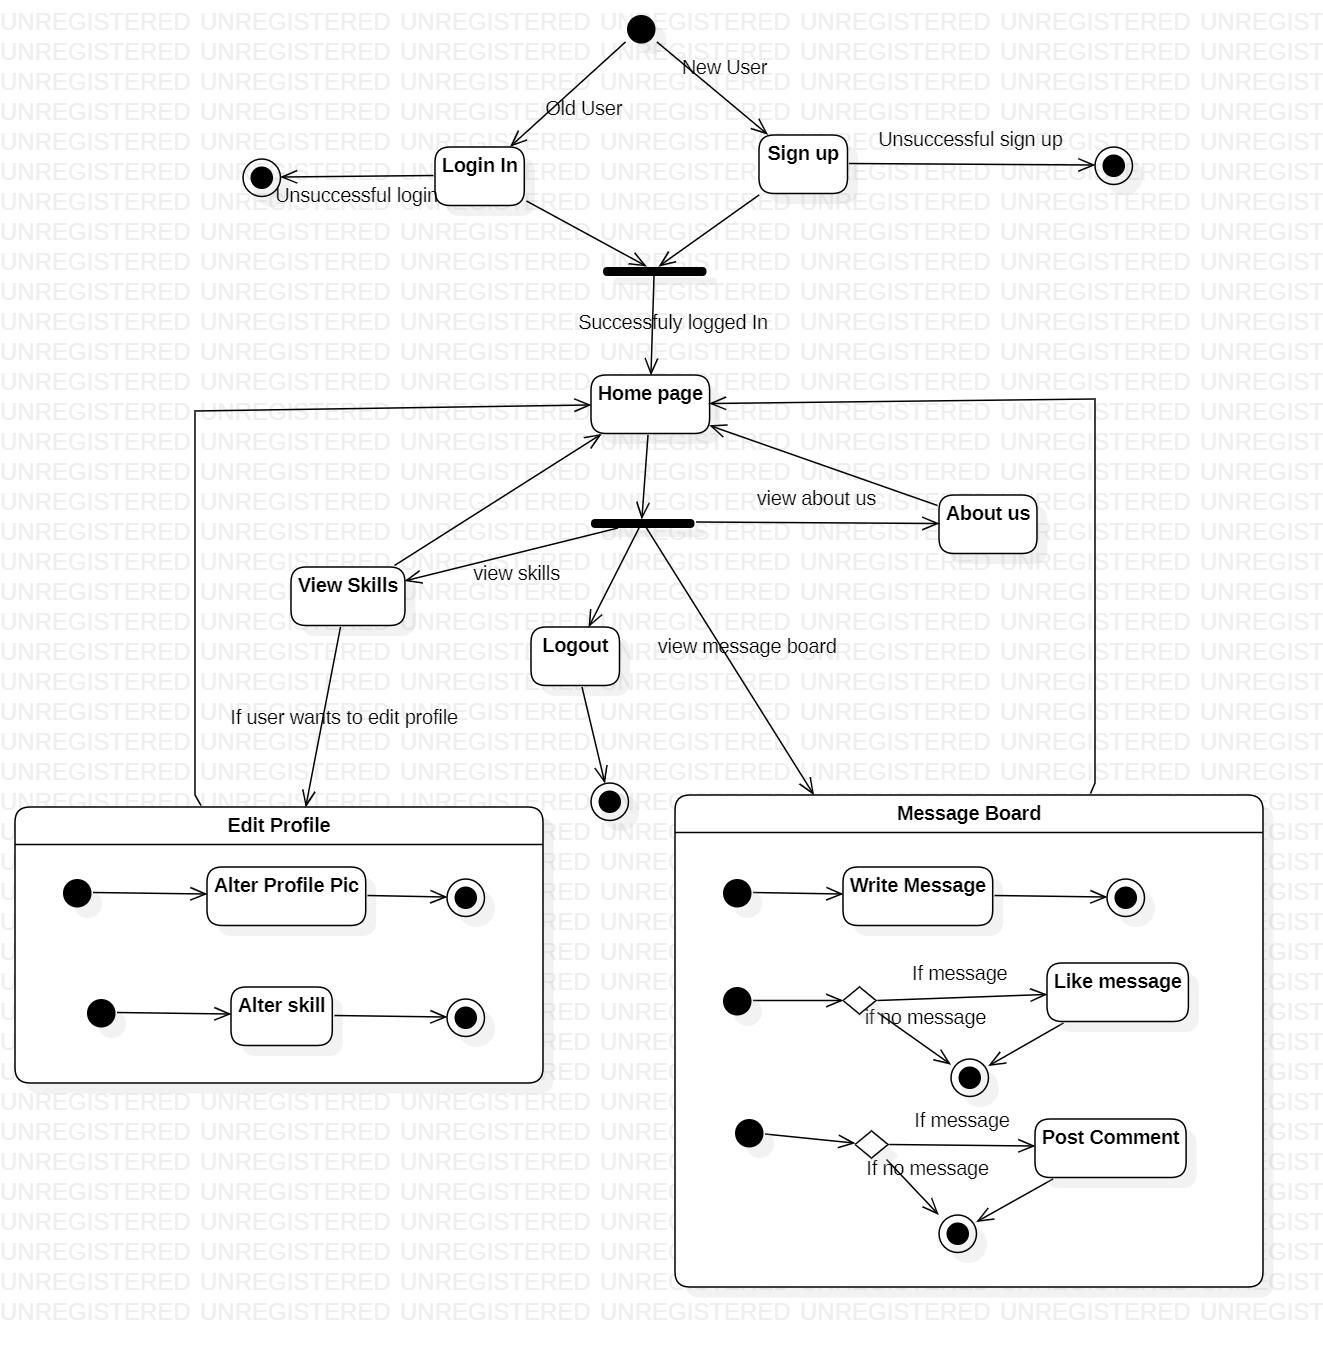 New User
Old User
Unsuccessful sign up
Sign up
Login In
Unsuccessful login
Successfuly logged In
Home page
view about us
About us
view skills
View Skills
Logout
view message board
If user wants to edit profile
Edit Profile
Alter Profile Pic
Alter skill
Message Board
Write Message
If message
Like message
if no message
If message
Post Comment
If no message
UNREGISTERED